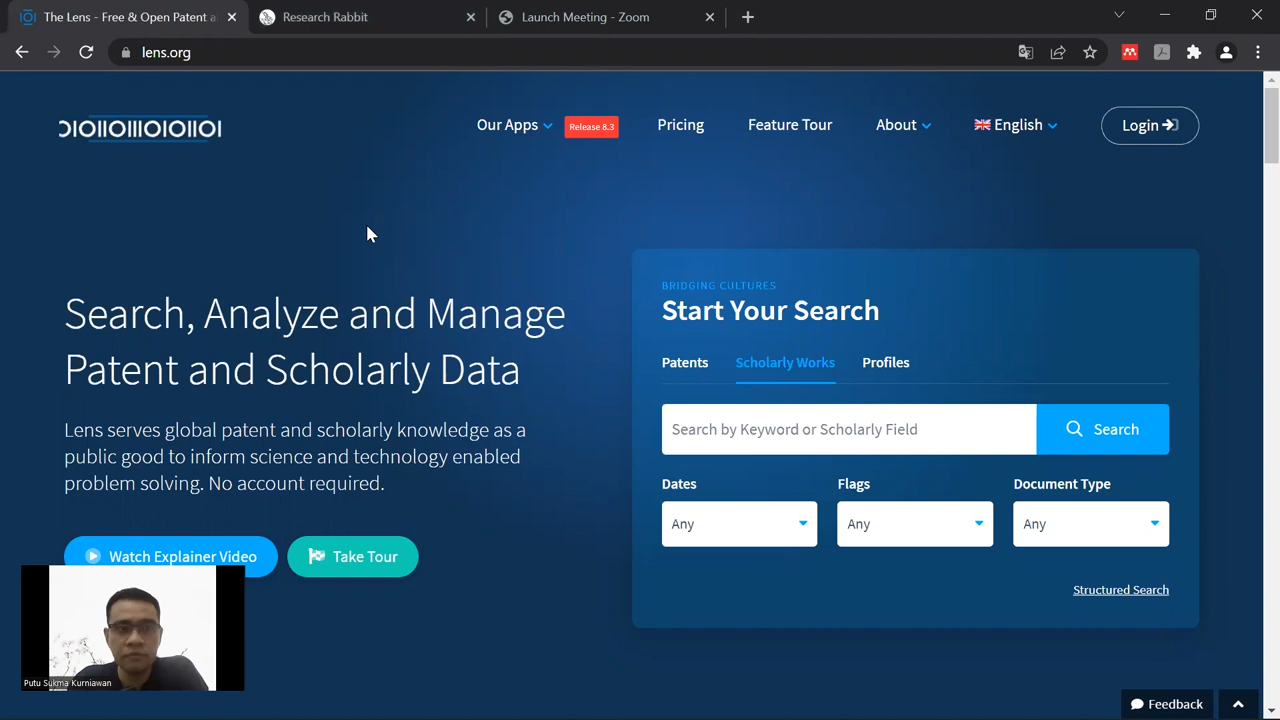 The Lens - Free & Open Patent a
Research Rabbit
Launch Meeting - Zoom
lens.org
Our Apps
Release 8.3
Pricing
Feature Tour
About
English
Login
BRIDGING CULTURES
Start Your Search
Patents
Scholarly Works
Profiles
Search by Keyword or Scholarly Field
Search
Dates
Flags
Document Type
Any
Any
Any
Structured Search
Search, Analyze and Manage
Patent and Scholarly Data
Lens serves global patent and scholarly knowledge as a
public good to inform science and technology enabled
problem solving. No account required.
Watch Explainer Video
Take Tour
Putu Sukma Kurniawan
Feedback